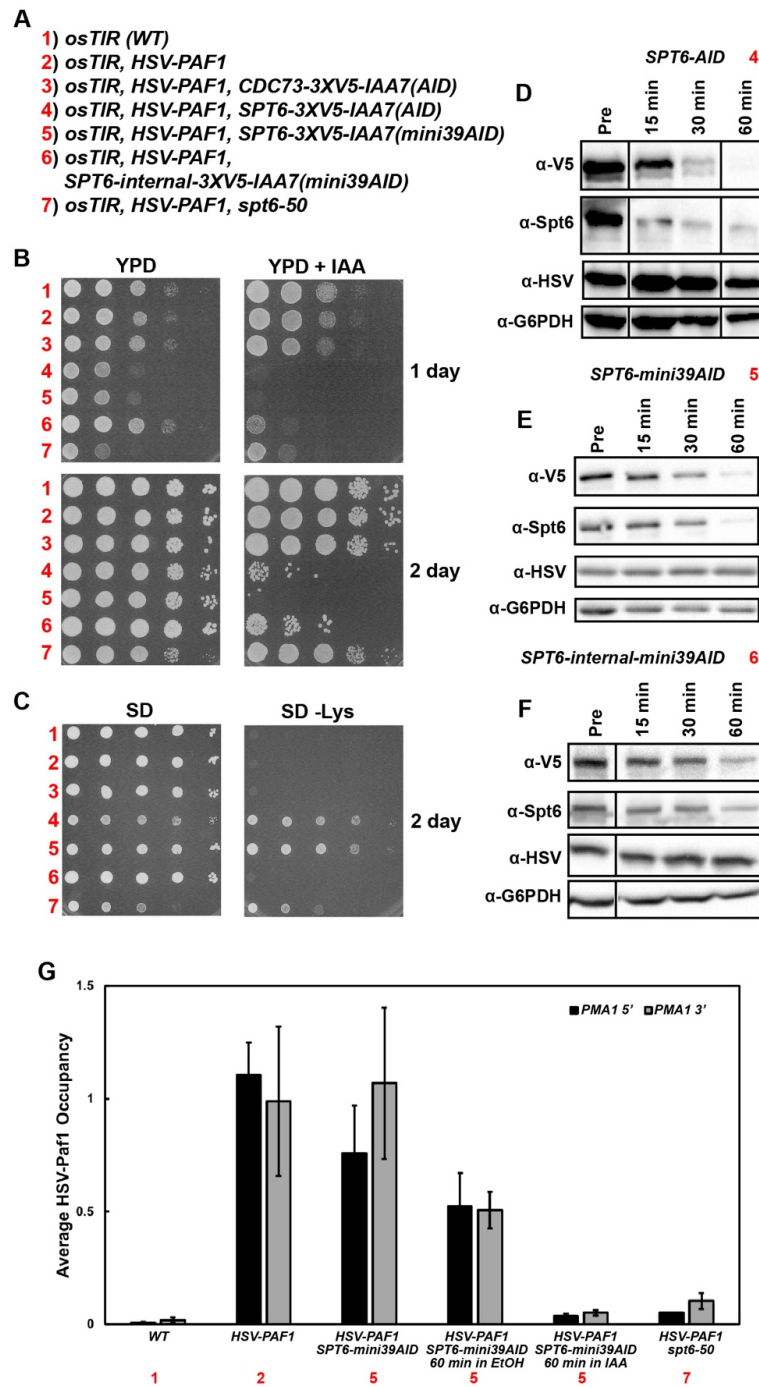 A
1) osTIR (WT)
2) osTIR, HSV-PAF1
3) osTIR, HSV-PAF1, CDC73-3XV5-IAA7(AID)
4) osTIR, HSV-PAF1, SPT6-3XV5-IAA7(AID)
5) osTIR, HSV-PAF1, SPT6-3XV5-IAA7(mini39AID)
6) osTIR, HSV-PAF1,
SPT6-internal-3XV5-IAA7(mini39AID)
7) osTIR, HSV-PAF1, spt6-50
B
YPD
YPD + IAA
1
2
3
4
5
6
7
1 day
1
2
3
4
5
6
7
2 day
C
SD
SD -Lys
1
2
3
4
5
6
7
2 day
SPT6-AID 4
D
Pre
15 min
30 min
60 min
α-V5
α-Spt6
α-HSV
α-G6PDH
SPT6-mini39AID 5
E
Pre
15 min
30 min
60 min
α-V5
α-Spt6
α-HSV
α-G6PDH
SPT6-internal-mini39AID 6
F
Pre
15 min
30 min
60 min
α-V5
α-Spt6
α-HSV
α-G6PDH
G
Average HSV-Paf1 Occupancy
1.5
1
0.5
0
PMA1 5’ PMA1 3’
WT
1
HSV-PAF1
2
HSV-PAF1
SPT6-mini39AID
5
HSV-PAF1
SPT6-mini39AID
60 min in EtOH
5
HSV-PAF1
SPT6-mini39AID
60 min in IAA
5
HSV-PAF1
spt6-50
7